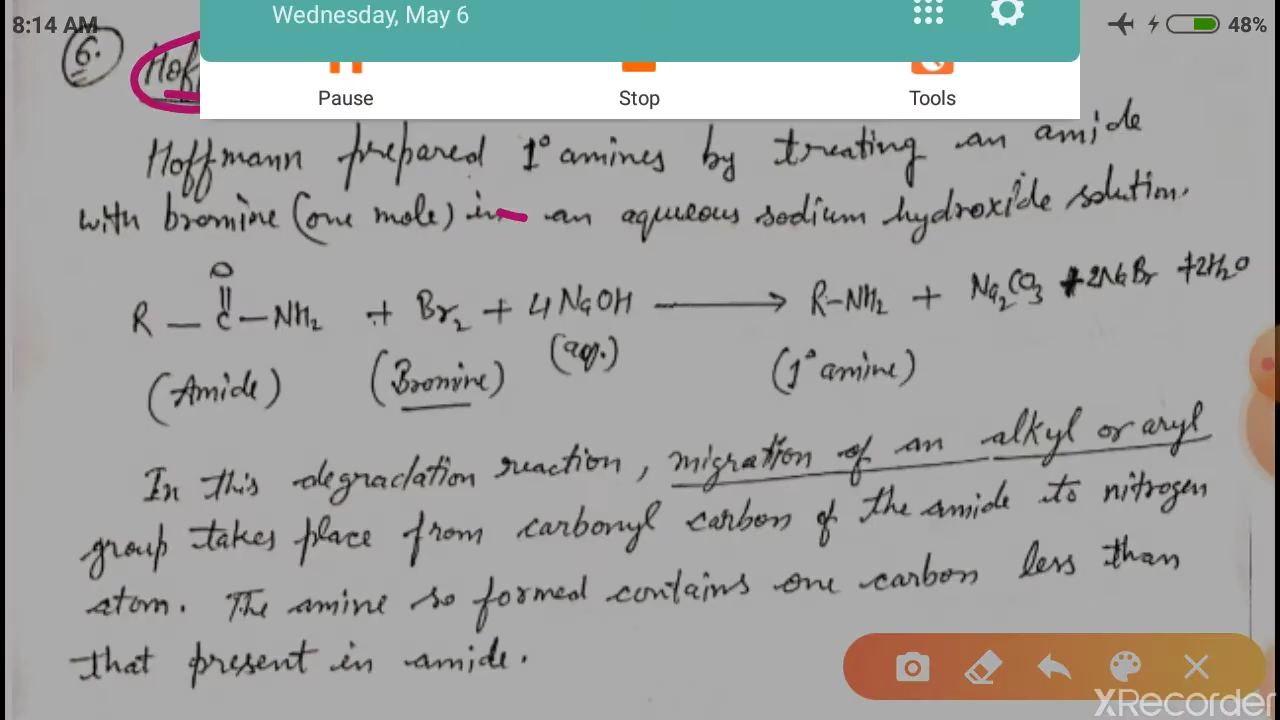 8:14 AM
Wednesday, May 6
48%
6.
Hof
Pause
Stop
Tools
Hoffmann prepared 1° amines by treating an amide
with bromine (one mole) in an aqueous sodium hydroxide solution.
O
R — C — NH2 + Br2 + 4 NaOH ⟶ R-NH2 + Na2CO3 + 2NaBr + 2H2O
(Amide) (Bromine) (aq.) (1° amine)
In this degradation reaction, migration of an alkyl or aryl
group takes place from carbonyl carbon of the amide to nitrogen
atom. The amine so formed contains one carbon less than
that present in amide.
XRecorder